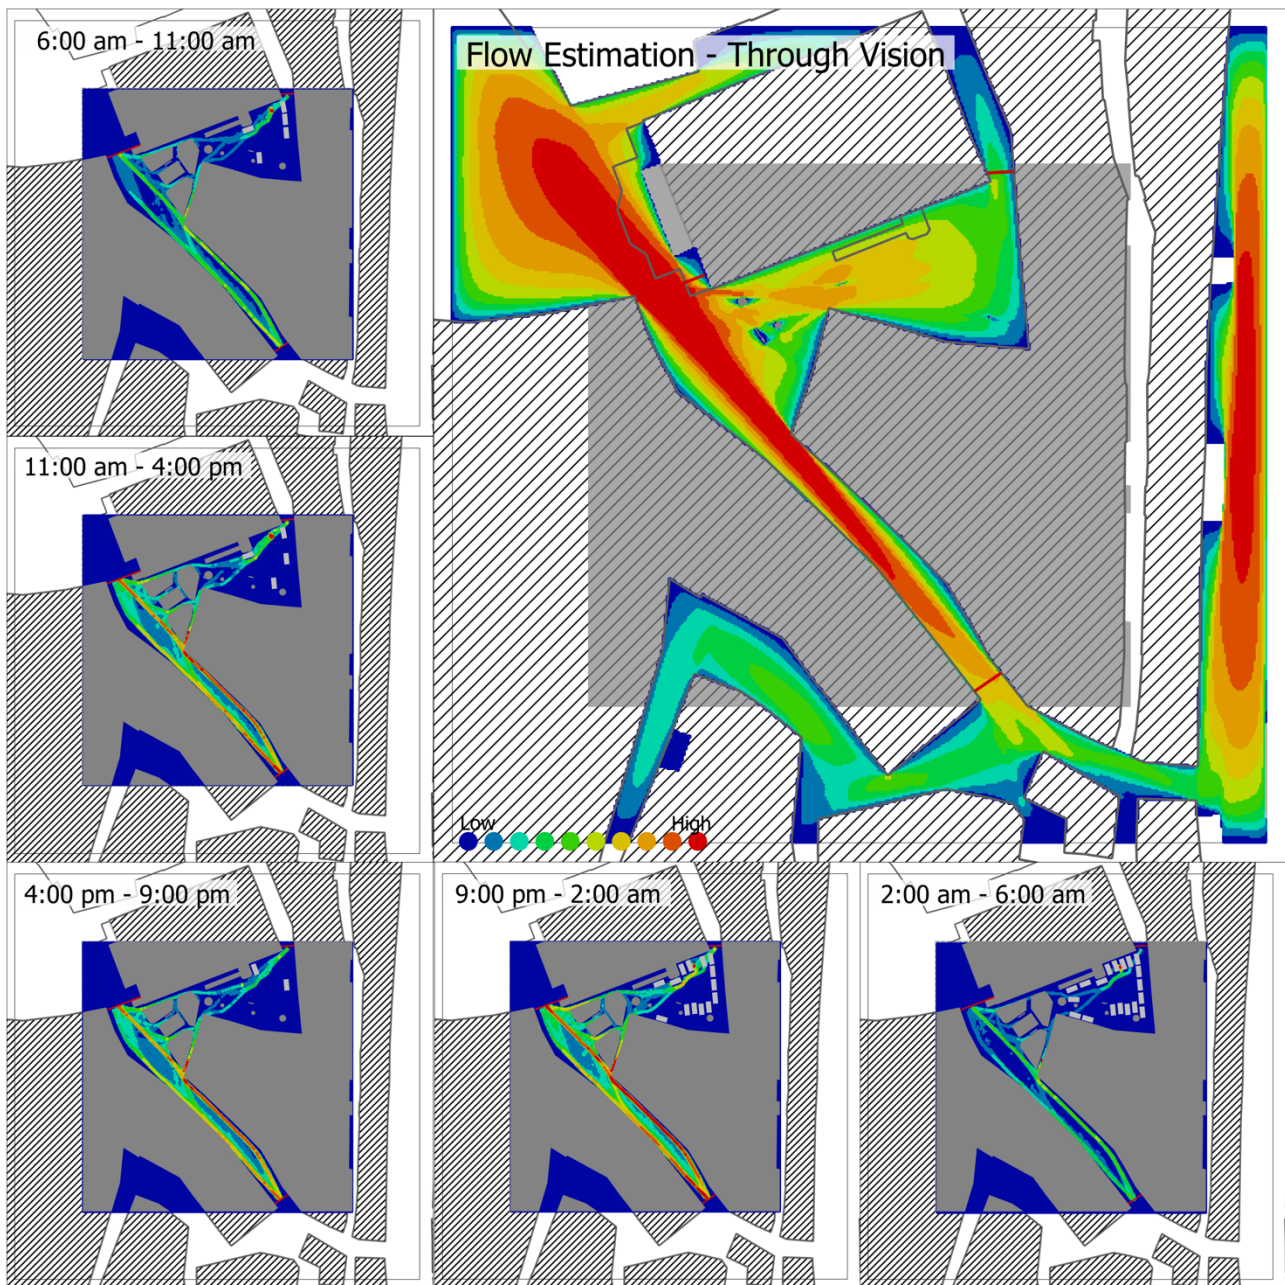 6:00 am - 11:00 am
Flow Estimation - Through Vision
11:00 am - 4:00 pm
Low High
4:00 pm - 9:00 pm
9:00 pm - 2:00 am
2:00 am - 6:00 am